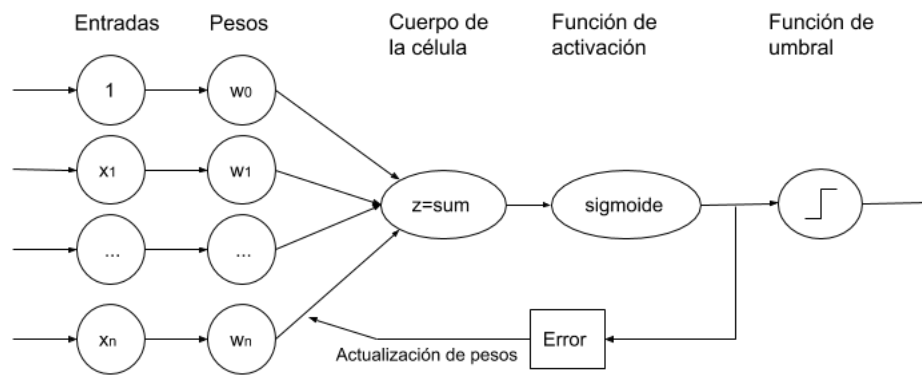 Entradas
Pesos
Cuerpo de
la célula
Función de
activación
Función de
umbral
1
w0
x1
w1
z=sum
sigmoide
...
...
xn
wn
Error
Actualización de pesos